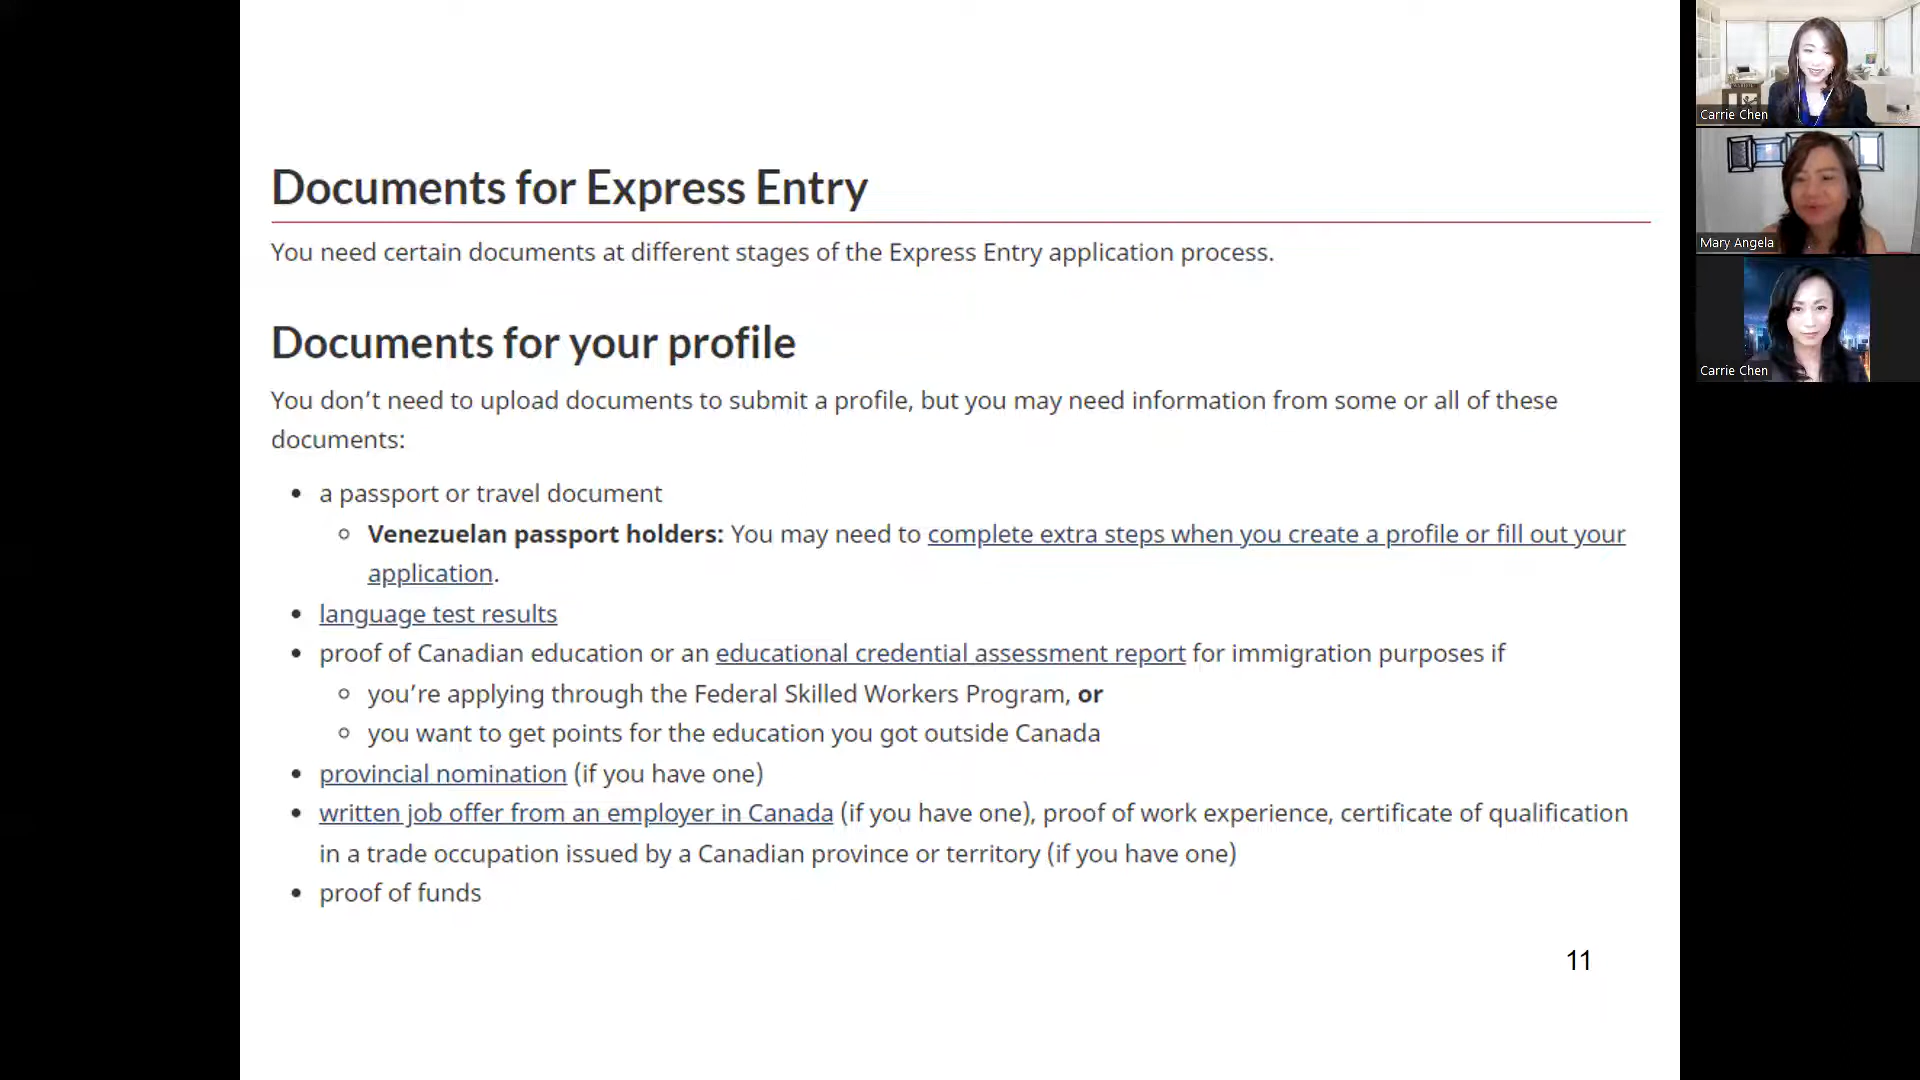 Documents for Express Entry
You need certain documents at different stages of the Express Entry application process.
Documents for your profile
You don’t need to upload documents to submit a profile, but you may need information from some or all of these
documents:
• a passport or travel document
◦ Venezuelan passport holders: You may need to complete extra steps when you create a profile or fill out your
application.
• language test results
• proof of Canadian education or an educational credential assessment report for immigration purposes if
◦ you’re applying through the Federal Skilled Workers Program, or
◦ you want to get points for the education you got outside Canada
• provincial nomination (if you have one)
• written job offer from an employer in Canada (if you have one), proof of work experience, certificate of qualification
in a trade occupation issued by a Canadian province or territory (if you have one)
• proof of funds
11
Carrie Chen
Mary Angela
Carrie Chen